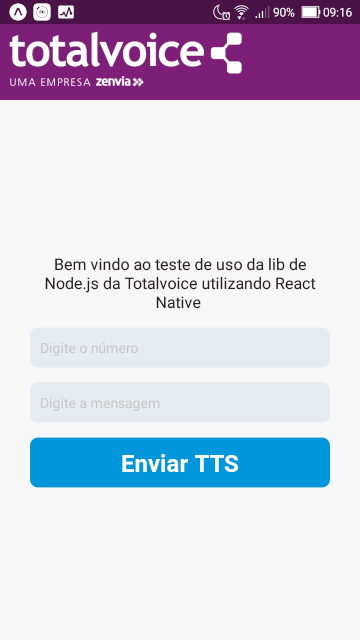 90% 09:16
totalvoice
UMA EMPRESA zenvia
Bem vindo ao teste de uso da lib de
Node.js da Totalvoice utilizando React
Native
Digite o número
Digite a mensagem
Enviar TTS